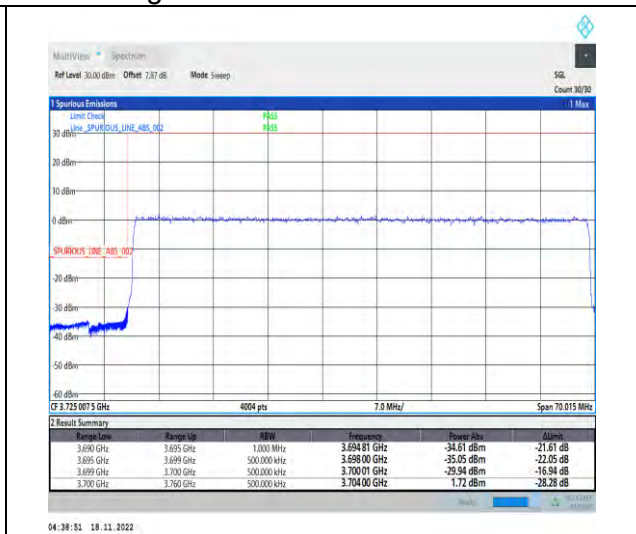 MultiView Spectrum
Ref Level 30.00 dBm Offset 7.87 dB Mode Sweep SGL
Count 30/30
1 Spurious Emissions 1 Max
Limit Check PASS
Line _SPURIOUS_LINE_ABS_002 PASS
30 dBm
20 dBm
10 dBm
0 dBm
_SPURIOUS_LINE_ABS_002
-20 dBm
-30 dBm
-40 dBm
-50 dBm
-60 dBm
CF 3.725 007 5 GHz 4004 pts 7.0 MHz/ Span 70.015 MHz
2 Result Summary
Range Low Range Up RBW Frequency Power Abs ΔLimit
3.690 GHz 3.695 GHz 1.000 MHz 3.694 81 GHz -34.61 dBm -21.61 dB
3.695 GHz 3.699 GHz 500.000 kHz 3.698 00 GHz -35.05 dBm -22.05 dB
3.699 GHz 3.700 GHz 500.000 kHz 3.700 01 GHz -29.94 dBm -16.94 dB
3.700 GHz 3.760 GHz 500.000 kHz 3.704 00 GHz 1.72 dBm -28.28 dB
Ready
04:38:51 18.11.2022